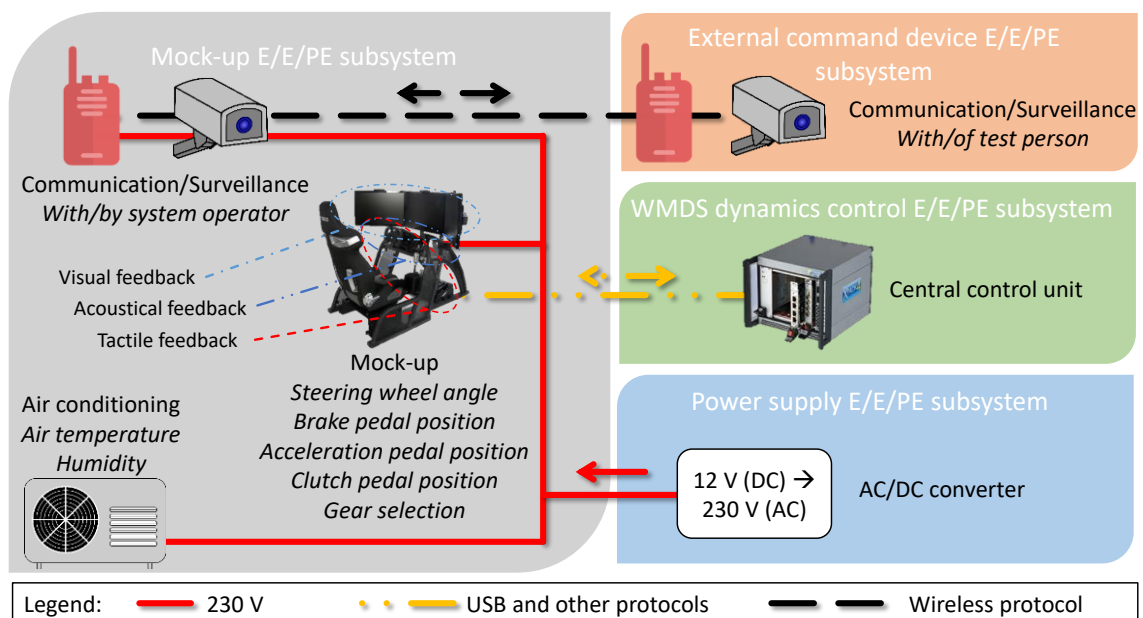 Mock-up E/E/PE subsystem
Communication/Surveillance
With/by system operator
Visual feedback
Acoustical feedback
Tactile feedback
Mock-up
Steering wheel angle
Brake pedal position
Acceleration pedal position
Clutch pedal position
Gear selection
Air conditioning
Air temperature
Humidity
External command device E/E/PE
subsystem
Communication/Surveillance
With/of test person
WMDS dynamics control E/E/PE subsystem
Central control unit
Power supply E/E/PE subsystem
12 V (DC) →
230 V (AC)
AC/DC converter
Legend: 230 V USB and other protocols Wireless protocol